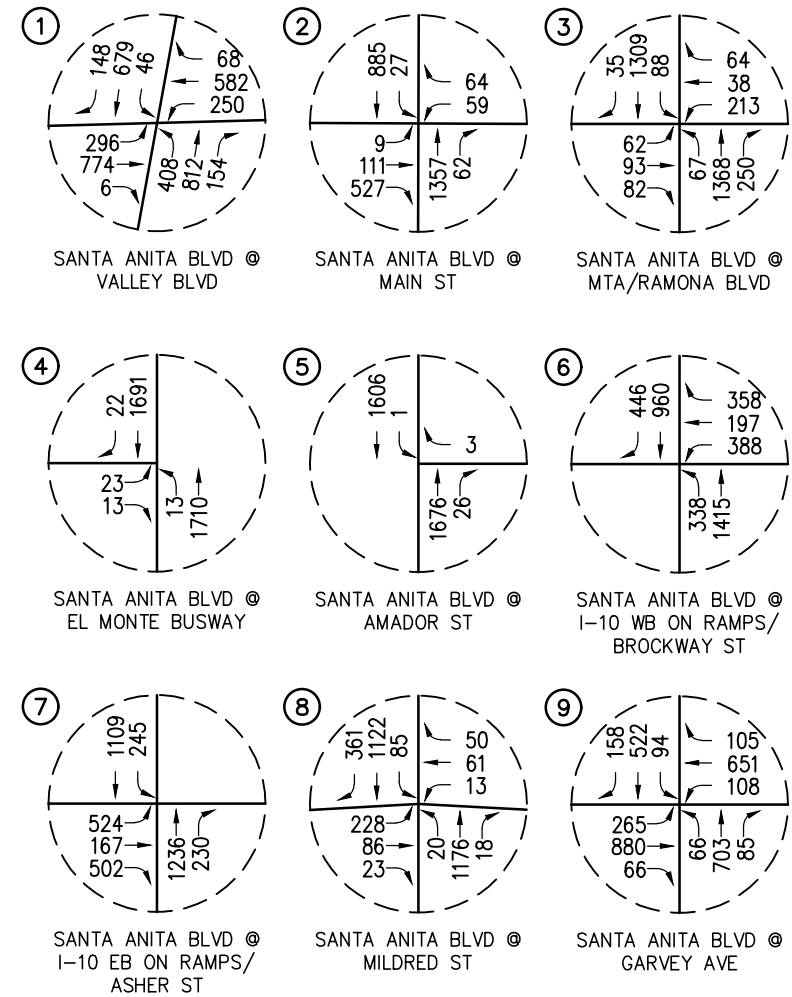 1
148 679 46
68
582
250
296
774
6
408 812 154
SANTA ANITA BLVD @
VALLEY BLVD
2
885 27
64
59
9
111
527
1357 62
SANTA ANITA BLVD @
MAIN ST
3
35 1309 88
64
38
213
62
93
82
67 1368 250
SANTA ANITA BLVD @
MTA/RAMONA BLVD
4
22 1691
23
13
13 1710
SANTA ANITA BLVD @
EL MONTE BUSWAY
5
1606 1
3
1676 26
SANTA ANITA BLVD @
AMADOR ST
6
446 960
358
197
388
338 1415
SANTA ANITA BLVD @
I-10 WB ON RAMPS/
BROCKWAY ST
7
1109 245
524
167
502
1236 230
SANTA ANITA BLVD @
I-10 EB ON RAMPS/
ASHER ST
8
361 1122 85
50
61
13
228
86
23
20 1176 18
SANTA ANITA BLVD @
MILDRED ST
9
158 522 94
105
651
108
265
880
66
66 703 85
SANTA ANITA BLVD @
GARVEY AVE